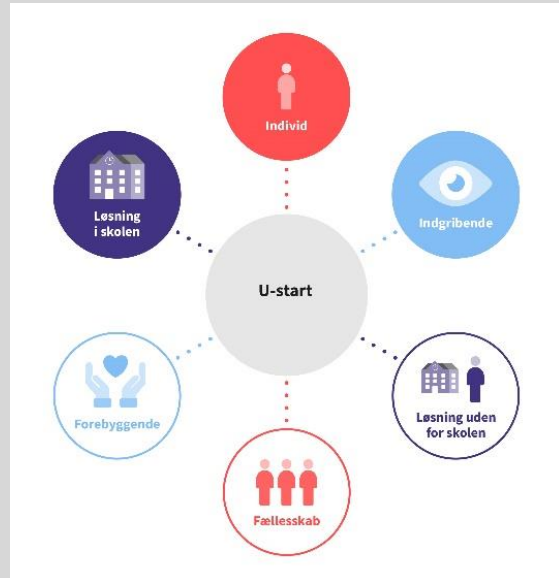 Individ
Løsning
i skolen
Indgribende
U-start
Forebyggende
Løsning uden
for skolen
Fællesskab